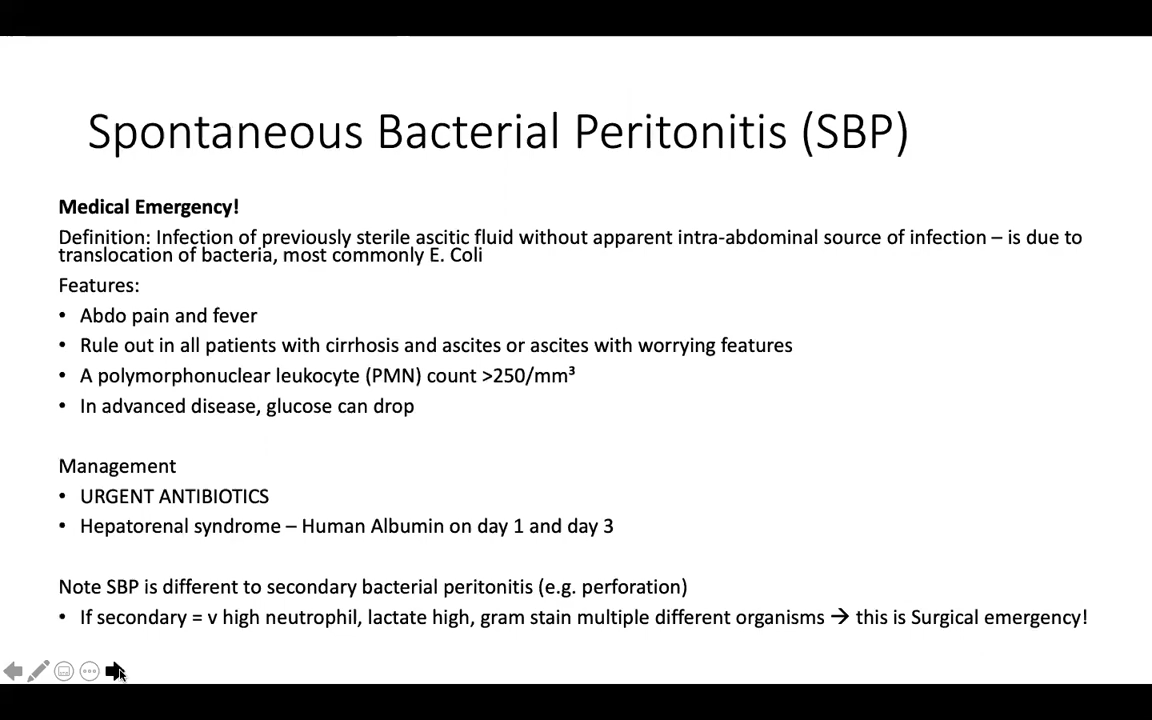 Spontaneous Bacterial Peritonitis (SBP)
Medical Emergency!
Definition: Infection of previously sterile ascitic fluid without apparent intra-abdominal source of infection – is due to
translocation of bacteria, most commonly E. Coli
Features:
• Abdo pain and fever
• Rule out in all patients with cirrhosis and ascites or ascites with worrying features
• A polymorphonuclear leukocyte (PMN) count >250/mm³
• In advanced disease, glucose can drop
Management
• URGENT ANTIBIOTICS
• Hepatorenal syndrome – Human Albumin on day 1 and day 3
Note SBP is different to secondary bacterial peritonitis (e.g. perforation)
• If secondary = v high neutrophil, lactate high, gram stain multiple different organisms → this is Surgical emergency!